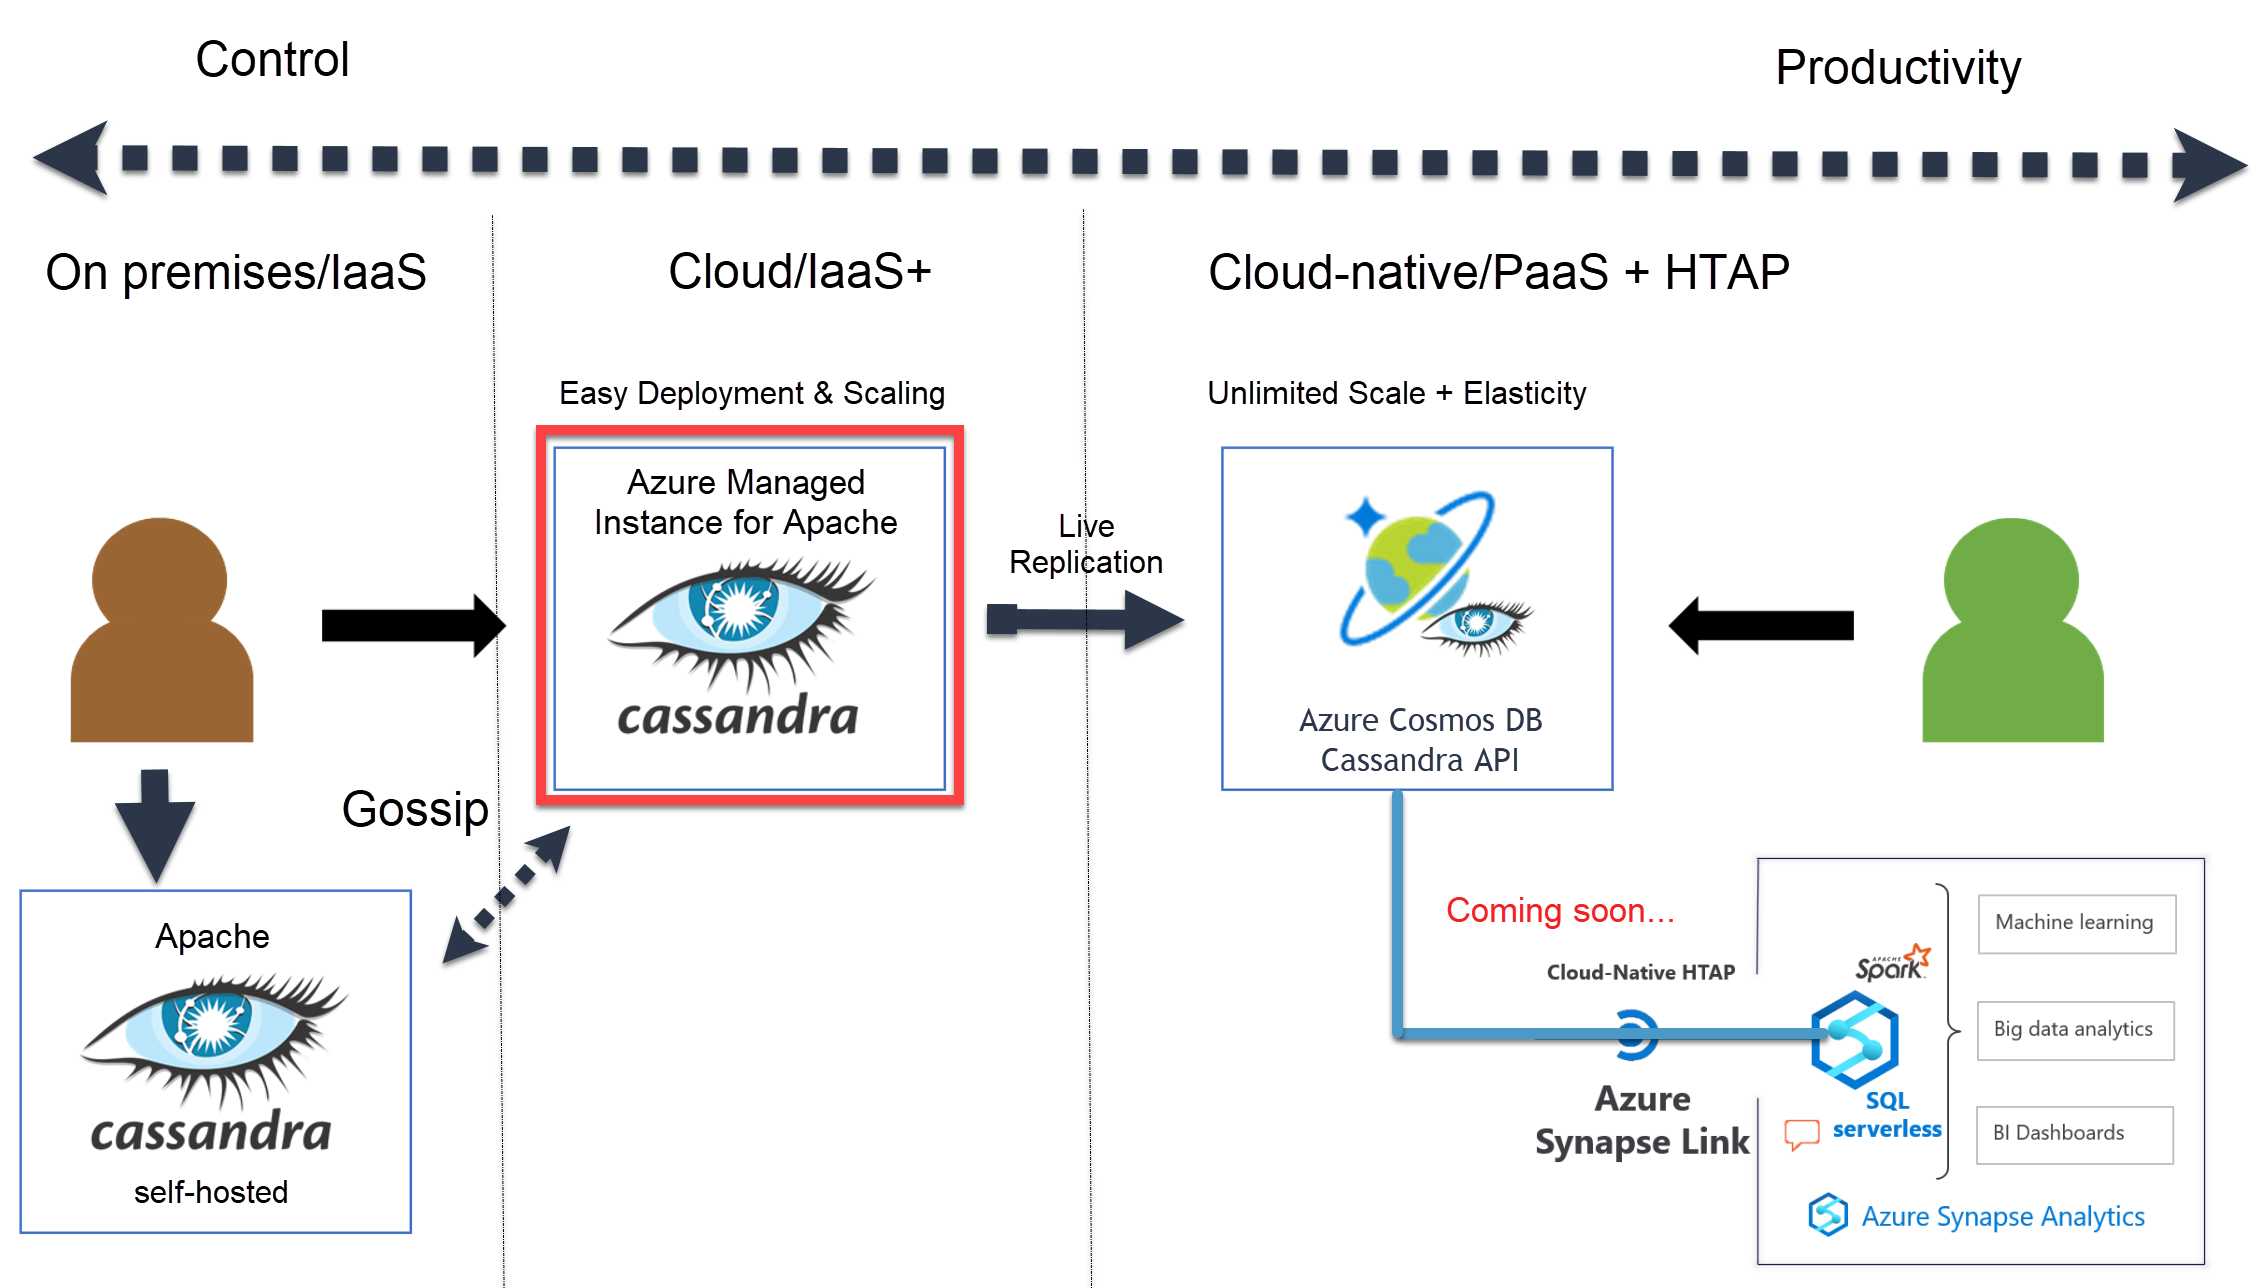 Control
Productivity
On premises/IaaS
Cloud/IaaS+
Cloud-native/PaaS + HTAP
Easy Deployment & Scaling
Unlimited Scale + Elasticity
Azure Managed
Instance for Apache
cassandra
Live
Replication
Azure Cosmos DB
Cassandra API
Gossip
Apache
cassandra
self-hosted
Coming soon...
Cloud-Native HTAP
Azure
Synapse Link
APACHE
Spark
SQL
serverless
Machine learning
Big data analytics
BI Dashboards
Azure Synapse Analytics